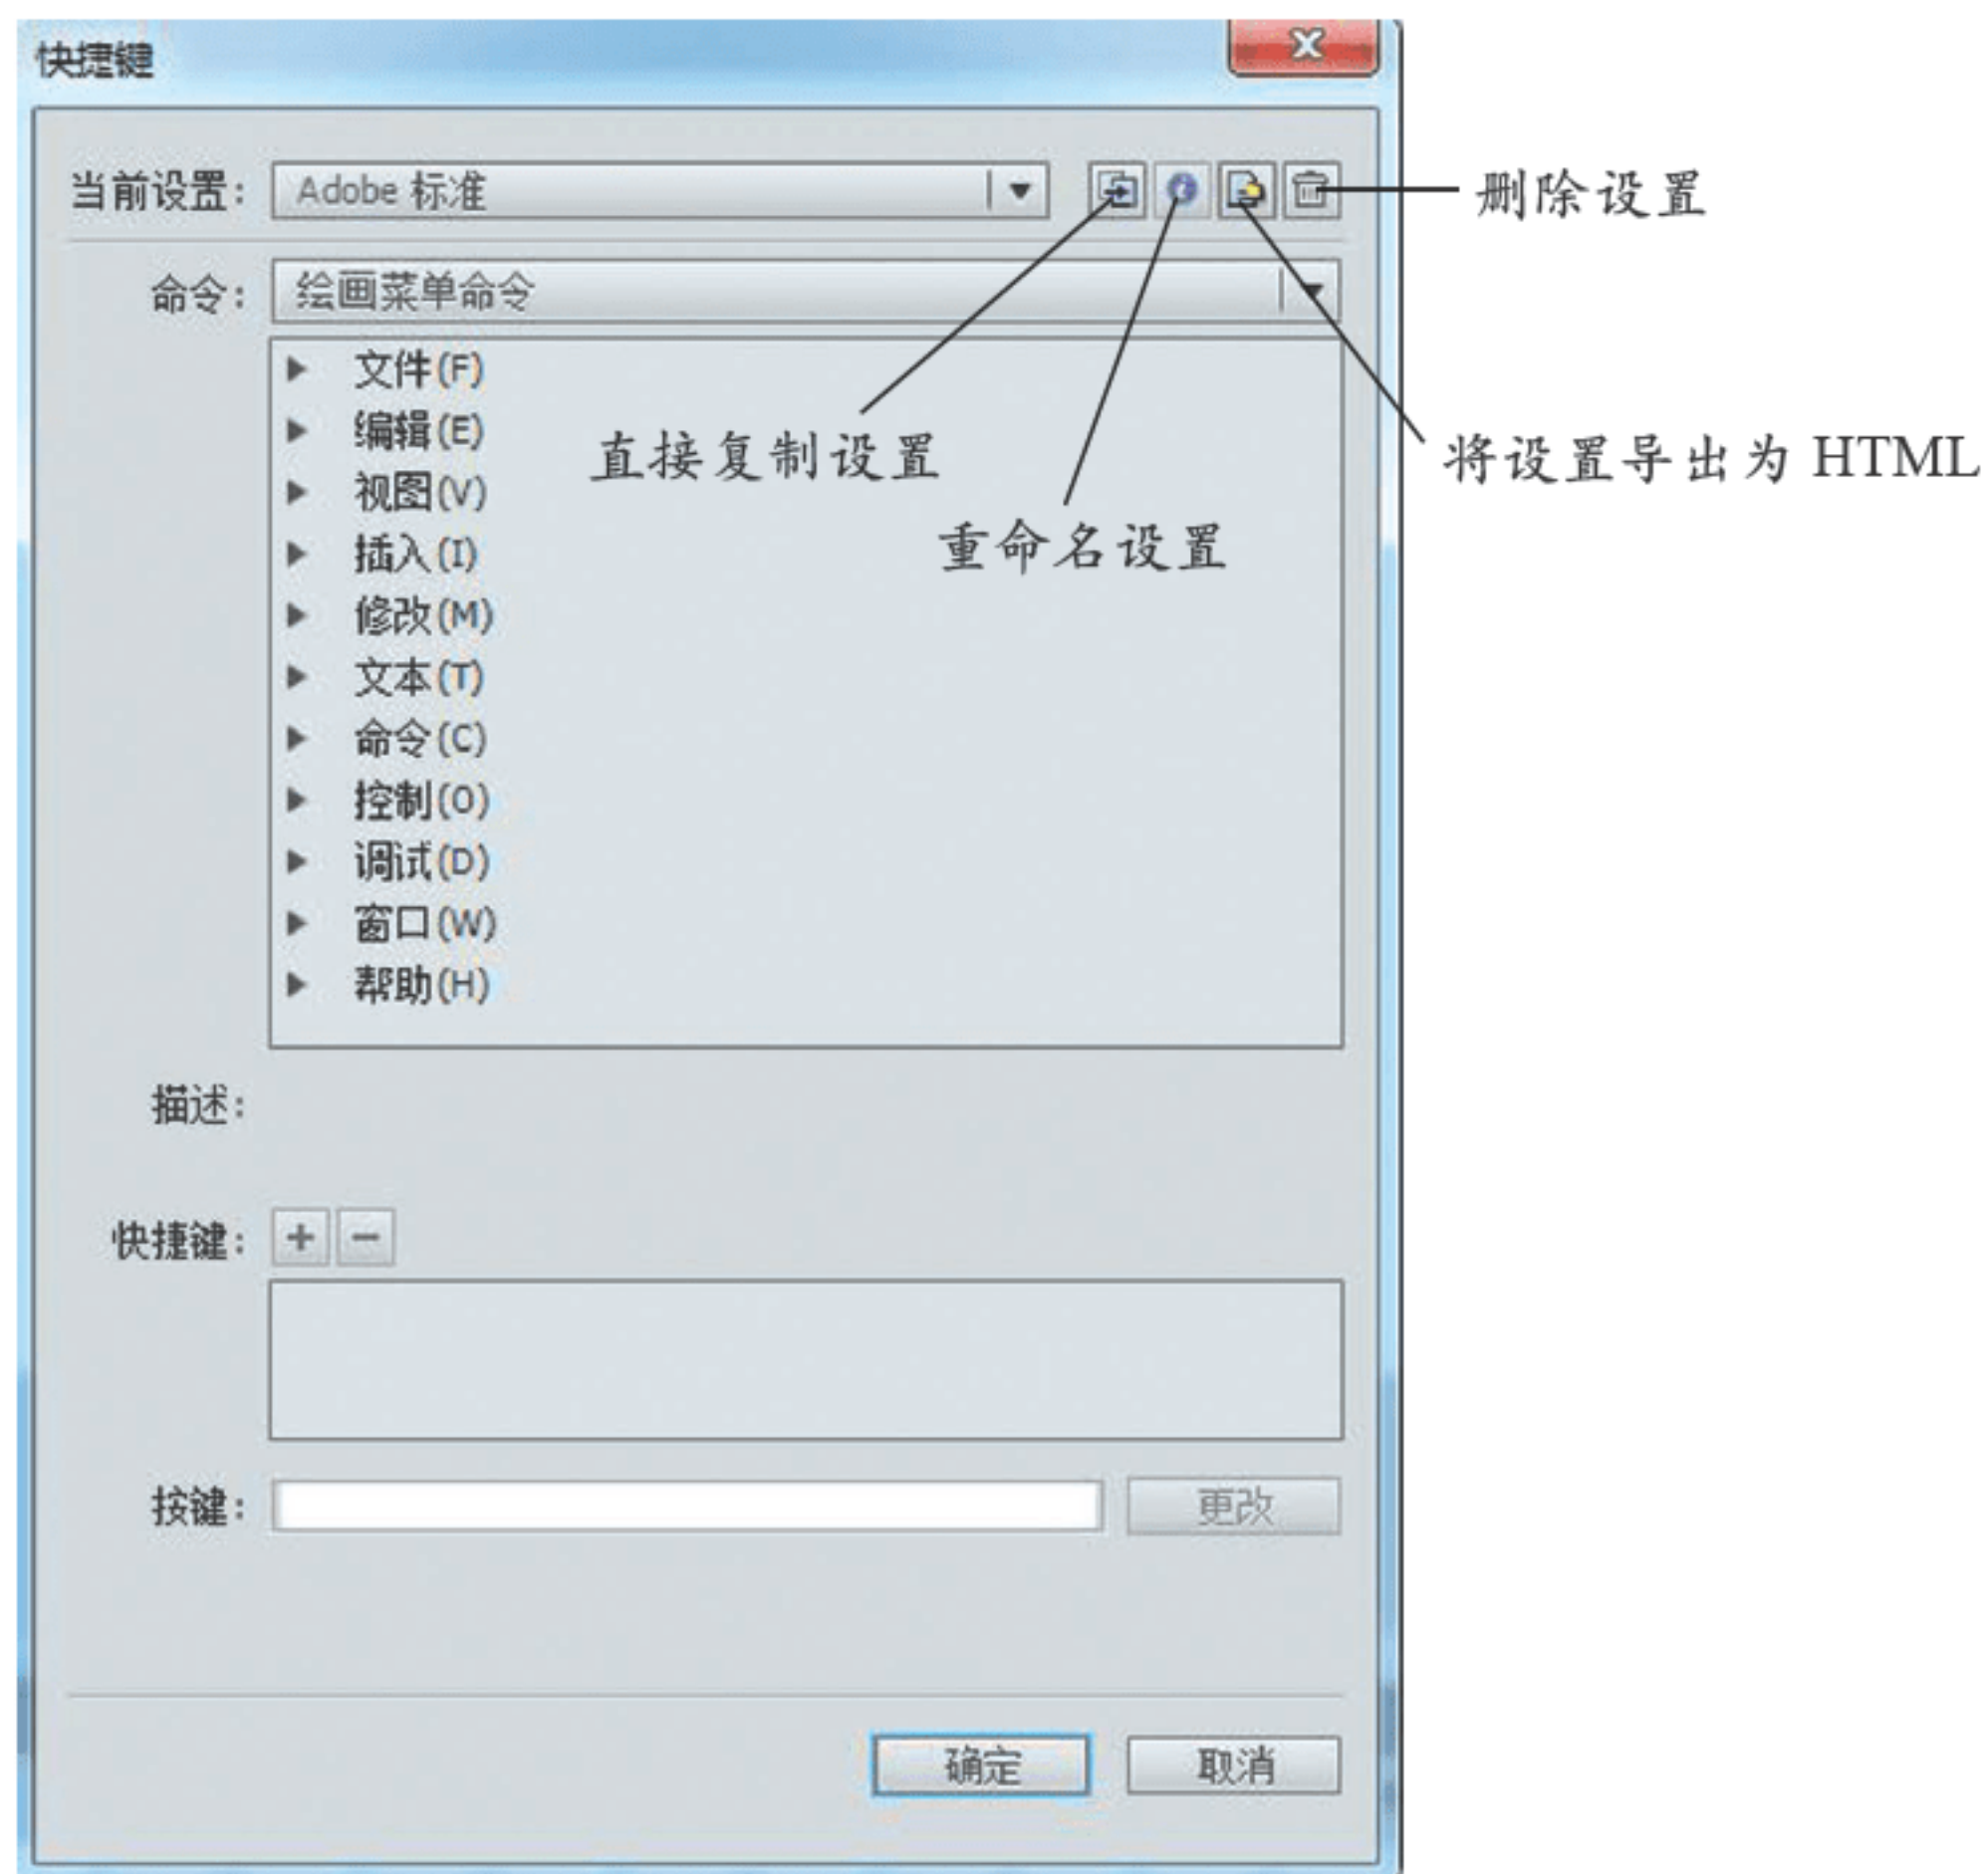 快捷键
当前设置: Adobe 标准
删除设置
命令: 绘画菜单命令
文件(F)
编辑(E)
直接复制设置
将设置导出为 HTML
视图(V)
重命名设置
插入(I)
修改(M)
文本(T)
命令(C)
控制(O)
调试(D)
窗口(W)
帮助(H)
描述:
快捷键: + −
按键: 更改
确定 取消